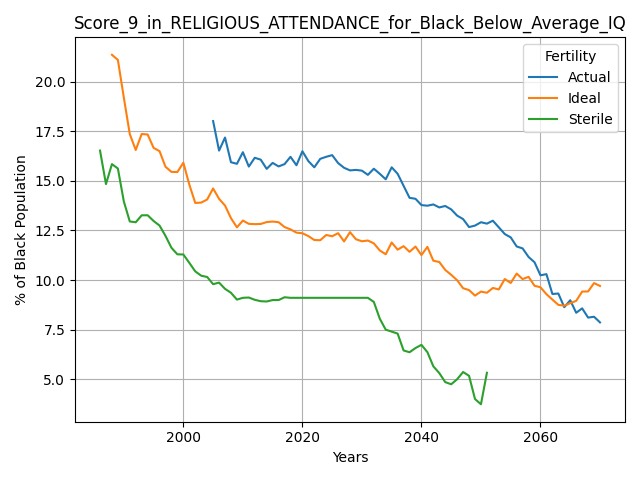 Score_9_in_RELIGIOUS_ATTENDANCE_for_Black_Below_Average_IQ
Fertility
Actual
Ideal
Sterile
% of Black Population
20.0
17.5
15.0
12.5
10.0
7.5
5.0
2000
2020
2040
2060
Years